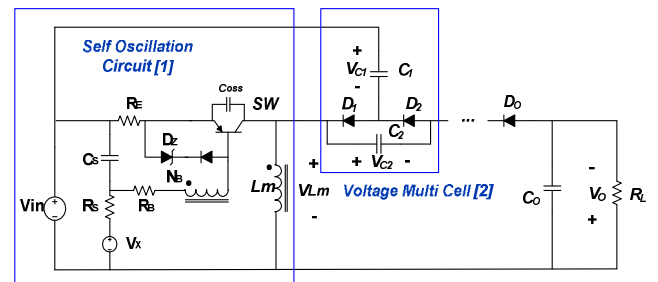 Self Oscillation
Circuit [1]
Coss
SW
RE
DZ
NB
CS
RS
RB
Vin
VX
Lm
+
VLm
-
+
VC1
-
C1
D1
D2
C2
+ VC2 -
Voltage Multi Cell [2]
...
DO
CO
-
VO
+
RL